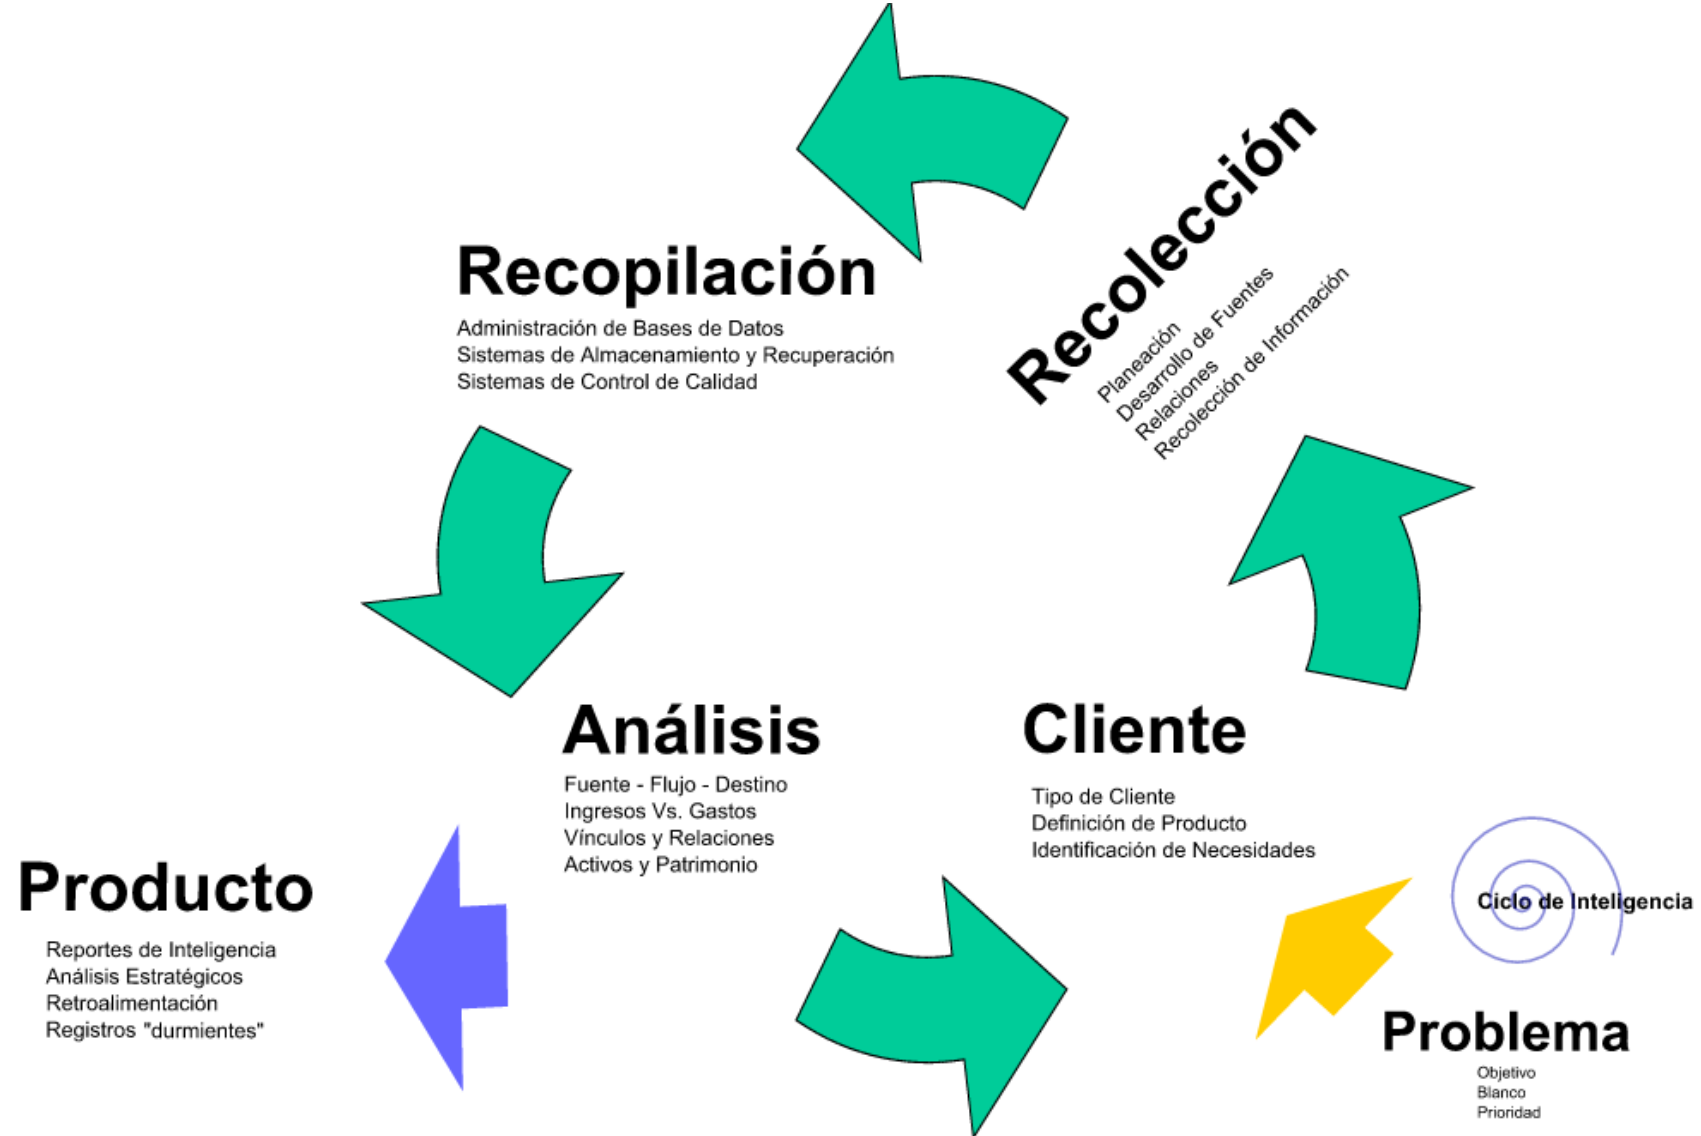 Recolección
Planeación
Desarrollo de Fuentes
Relaciones
Recolección de Información
Recopilación
Administración de Bases de Datos
Sistemas de Almacenamiento y Recuperación
Sistemas de Control de Calidad
Análisis
Fuente - Flujo - Destino
Ingresos Vs. Gastos
Vínculos y Relaciones
Activos y Patrimonio
Cliente
Tipo de Cliente
Definición de Producto
Identificación de Necesidades
Producto
Reportes de Inteligencia
Análisis Estratégicos
Retroalimentación
Registros "durmientes"
Ciclo de Inteligencia
Problema
Objetivo
Blanco
Prioridad